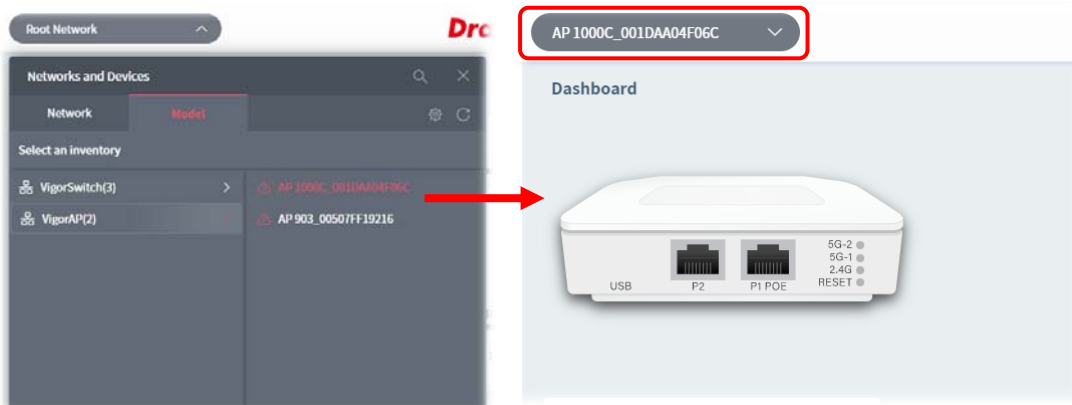 Root Network
Networks and Devices
Network
Model
Select an inventory
VigorSwitch(3)
VigorAP(2)
AP 1000C_001DAA04F06C
AP 903_00507FF19216
AP 1000C_001DAA04F06C
Dashboard
5G-2
5G-1
2.4G
RESET
USB
P2
P1 POE